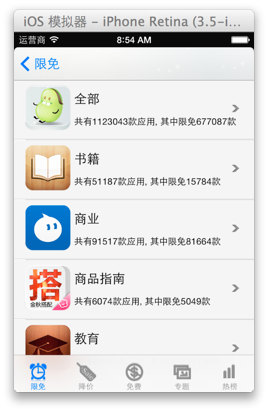 iOS 模拟器 – iPhone Retina (3.5-i...
运营商
8:54 AM
限免
全部
共有1123043款应用, 其中限免677087款
书籍
共有51187款应用, 其中限免15784款
商业
共有91517款应用, 其中限免81664款
搭
金秋搭配
商品指南
共有6074款应用, 其中限免5049款
教育
限免
降价
免费
专题
热榜